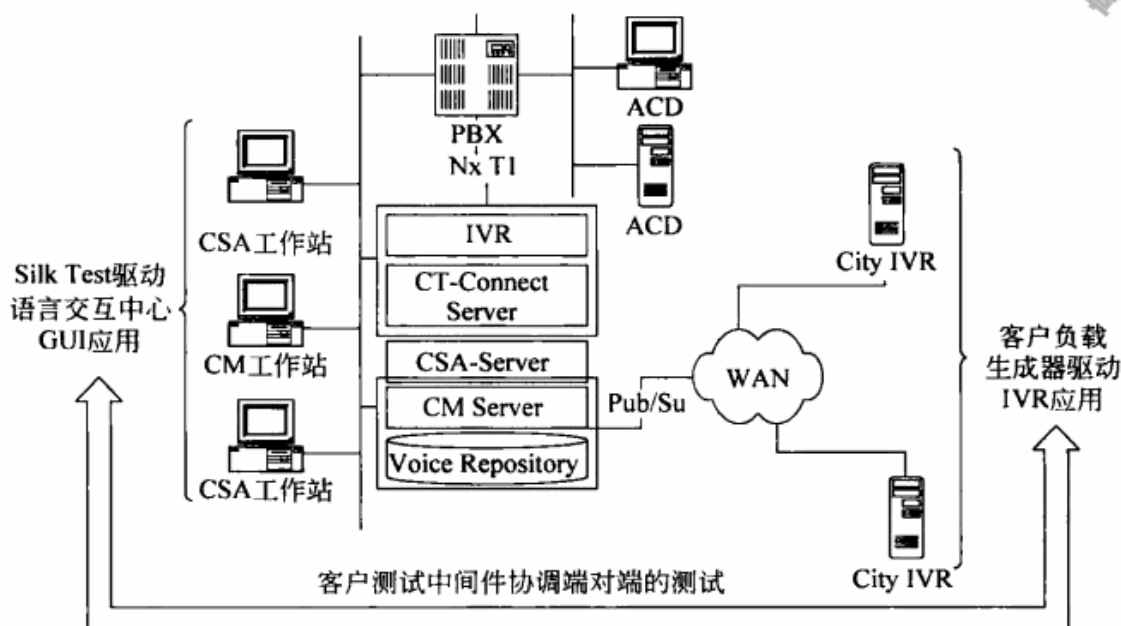 ACD
PBX
Nx T1
ACD
CSA工作站
IVR
City IVR
Silk Test驱动
语言交互中心
GUI应用
CT-Connect
Server
客户负载
生成器驱动
IVR应用
CM工作站
CSA-Server
WAN
CM Server
Pub/Su
Voice Repository
CSA工作站
City IVR
客户测试中间件协调端对端的测试